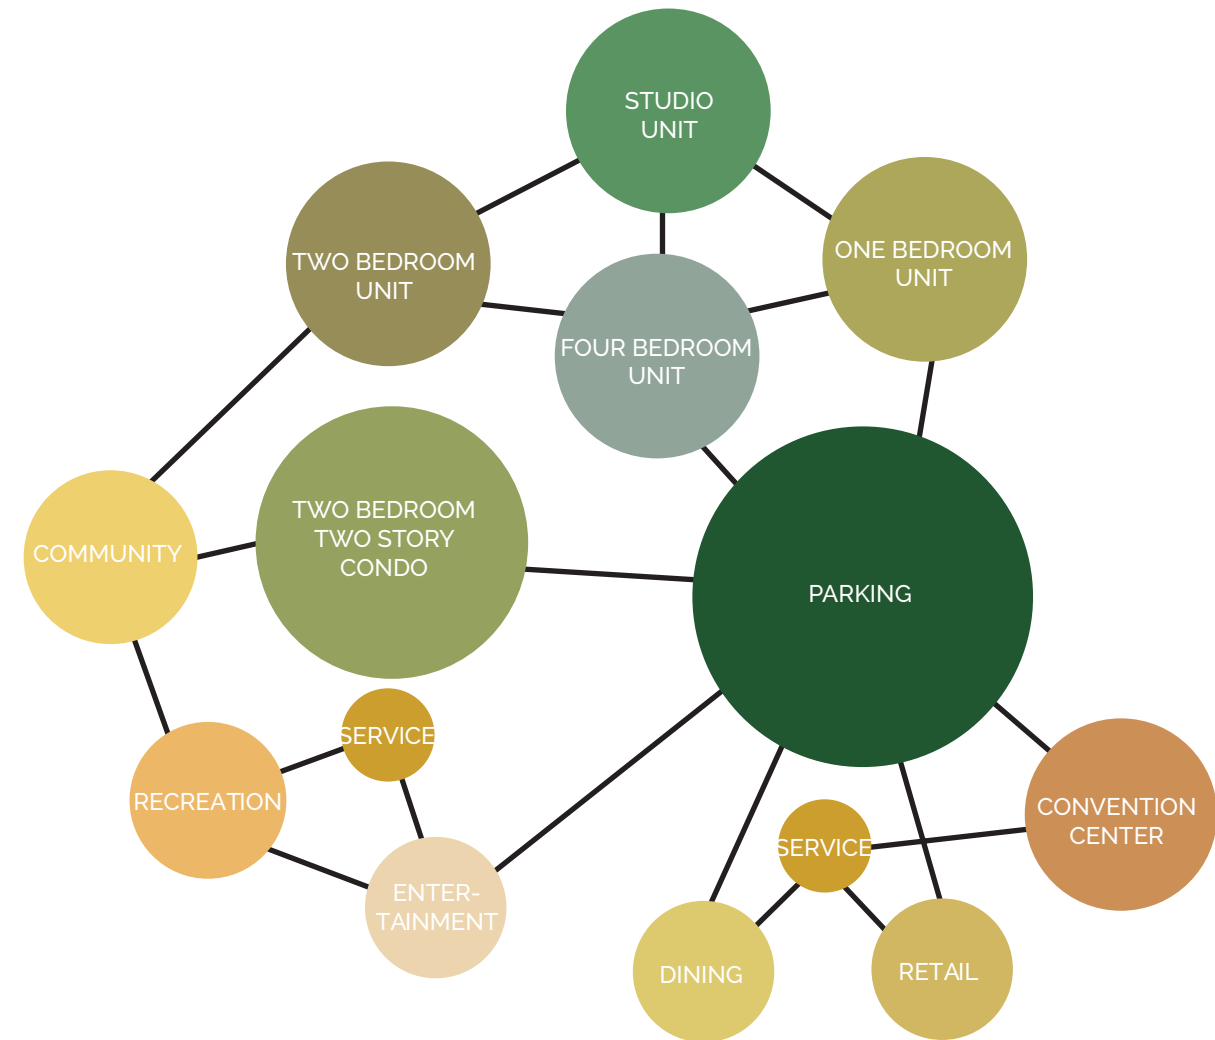 STUDIO
UNIT
TWO BEDROOM
UNIT
ONE BEDROOM
UNIT
FOUR BEDROOM
UNIT
TWO BEDROOM
TWO STORY
CONDO
COMMUNITY
PARKING
SERVICE
RECREATION
ENTER-
TAINMENT
SERVICE
CONVENTION
CENTER
DINING
RETAIL